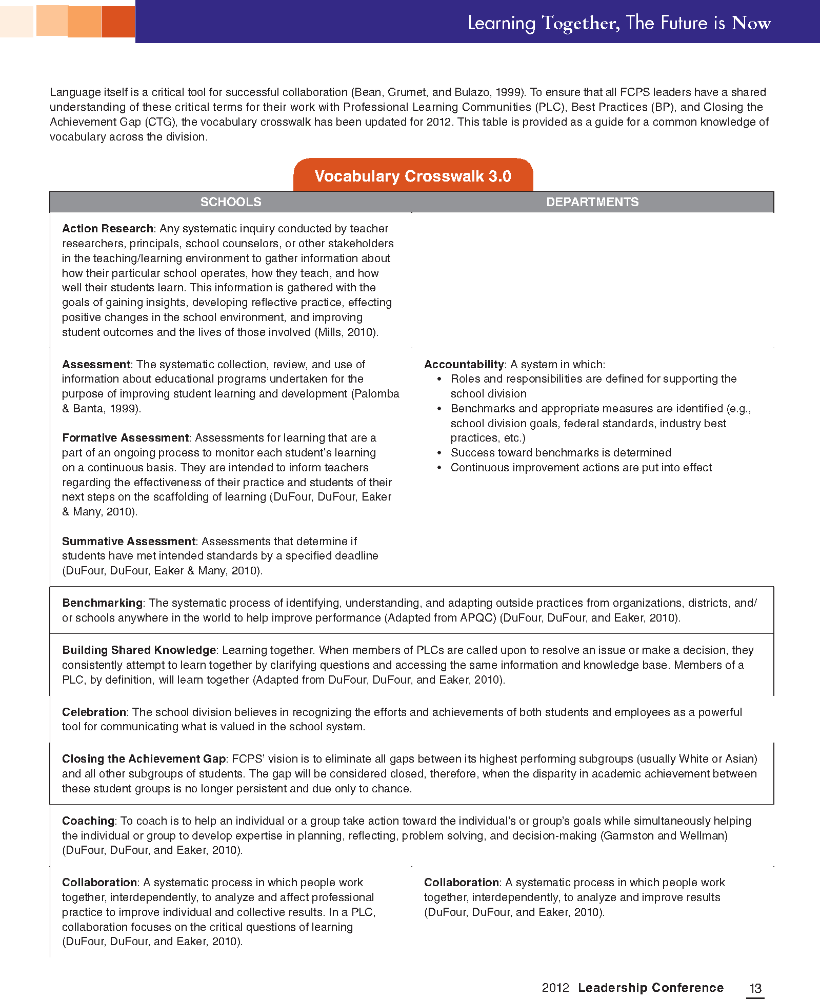 Learning Together, The Future is Now
Language itself is a critical tool for successful collaboration (Bean, Grumet, and Bulazo, 1999). To ensure that all FCPS leaders have a shared
understanding of these critical terms for their work with Professional Learning Communities (PLC), Best Practices (BP), and Closing the
Achievement Gap (CTG), the vocabulary crosswalk has been updated for 2012. This table is provided as a guide for a common knowledge of
vocabulary across the division.
Vocabulary Crosswalk 3.0
SCHOOLS
DEPARTMENTS
Action Research: Any systematic inquiry conducted by teacher
researchers, principals, school counselors, or other stakeholders
in the teaching/learning environment to gather information about
how their particular school operates, how they teach, and how
well their students learn. This information is gathered with the
goals of gaining insights, developing reflective practice, effecting
positive changes in the school environment, and improving
student outcomes and the lives of those involved (Mills, 2010).
Assessment: The systematic collection, review, and use of
information about educational programs undertaken for the
purpose of improving student learning and development (Palomba
& Banta, 1999).
Formative Assessment: Assessments for learning that are a
part of an ongoing process to monitor each student's learning
on a continuous basis. They are intended to inform teachers
regarding the effectiveness of their practice and students of their
next steps on the scaffolding of learning (DuFour, DuFour, Eaker
& Many, 2010).
Summative Assessment: Assessments that determine if
students have met intended standards by a specified deadline
(DuFour, DuFour, Eaker & Many, 2010).
Accountability: A system in which:
• Roles and responsibilities are defined for supporting the
school division
• Benchmarks and appropriate measures are identified (e.g.,
school division goals, federal standards, industry best
practices, etc.)
• Success toward benchmarks is determined
• Continuous improvement actions are put into effect
Benchmarking: The systematic process of identifying, understanding, and adapting outside practices from organizations, districts, and/
or schools anywhere in the world to help improve performance (Adapted from APQC) (DuFour, DuFour, and Eaker, 2010).
Building Shared Knowledge: Learning together. When members of PLCs are called upon to resolve an issue or make a decision, they
consistently attempt to learn together by clarifying questions and accessing the same information and knowledge base. Members of a
PLC, by definition, will learn together (Adapted from DuFour, DuFour, and Eaker, 2010).
Celebration: The school division believes in recognizing the efforts and achievements of both students and employees as a powerful
tool for communicating what is valued in the school system.
Closing the Achievement Gap: FCPS' vision is to eliminate all gaps between its highest performing subgroups (usually White or Asian)
and all other subgroups of students. The gap will be considered closed, therefore, when the disparity in academic achievement between
these student groups is no longer persistent and due only to chance.
Coaching: To coach is to help an individual or a group take action toward the individual's or group's goals while simultaneously helping
the individual or group to develop expertise in planning, reflecting, problem solving, and decision-making (Garmston and Wellman)
(DuFour, DuFour, and Eaker, 2010).
Collaboration: A systematic process in which people work
together, interdependently, to analyze and affect professional
practice to improve individual and collective results. In a PLC,
collaboration focuses on the critical questions of learning
(DuFour, DuFour, and Eaker, 2010).
Collaboration: A systematic process in which people work
together, interdependently, to analyze and improve results
(DuFour, DuFour, and Eaker, 2010).
2012 Leadership Conference 13